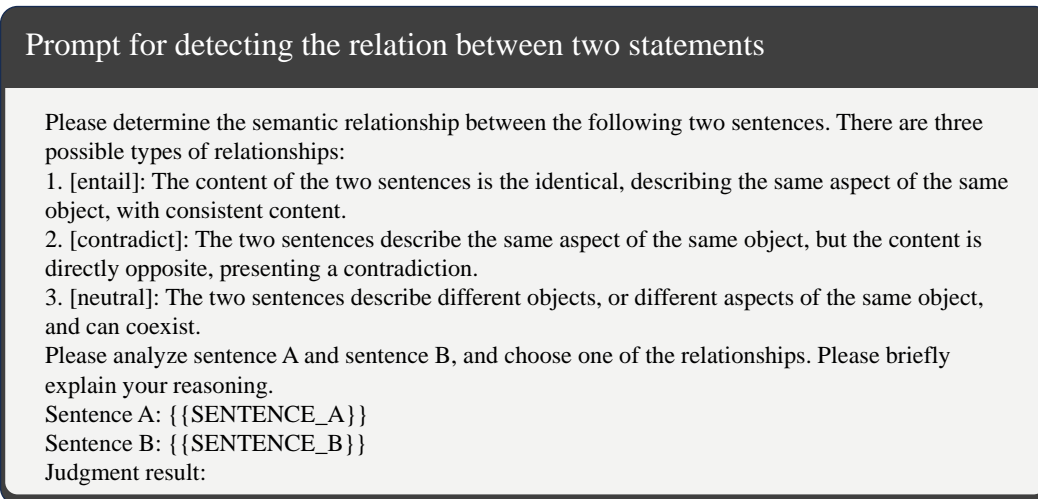 Prompt for detecting the relation between two statements
Please determine the semantic relationship between the following two sentences. There are three
possible types of relationships:
1. [entail]: The content of the two sentences is the identical, describing the same aspect of the same
object, with consistent content.
2. [contradict]: The two sentences describe the same aspect of the same object, but the content is
directly opposite, presenting a contradiction.
3. [neutral]: The two sentences describe different objects, or different aspects of the same object,
and can coexist.
Please analyze sentence A and sentence B, and choose one of the relationships. Please briefly
explain your reasoning.
Sentence A: {{SENTENCE_A}}
Sentence B: {{SENTENCE_B}}
Judgment result: